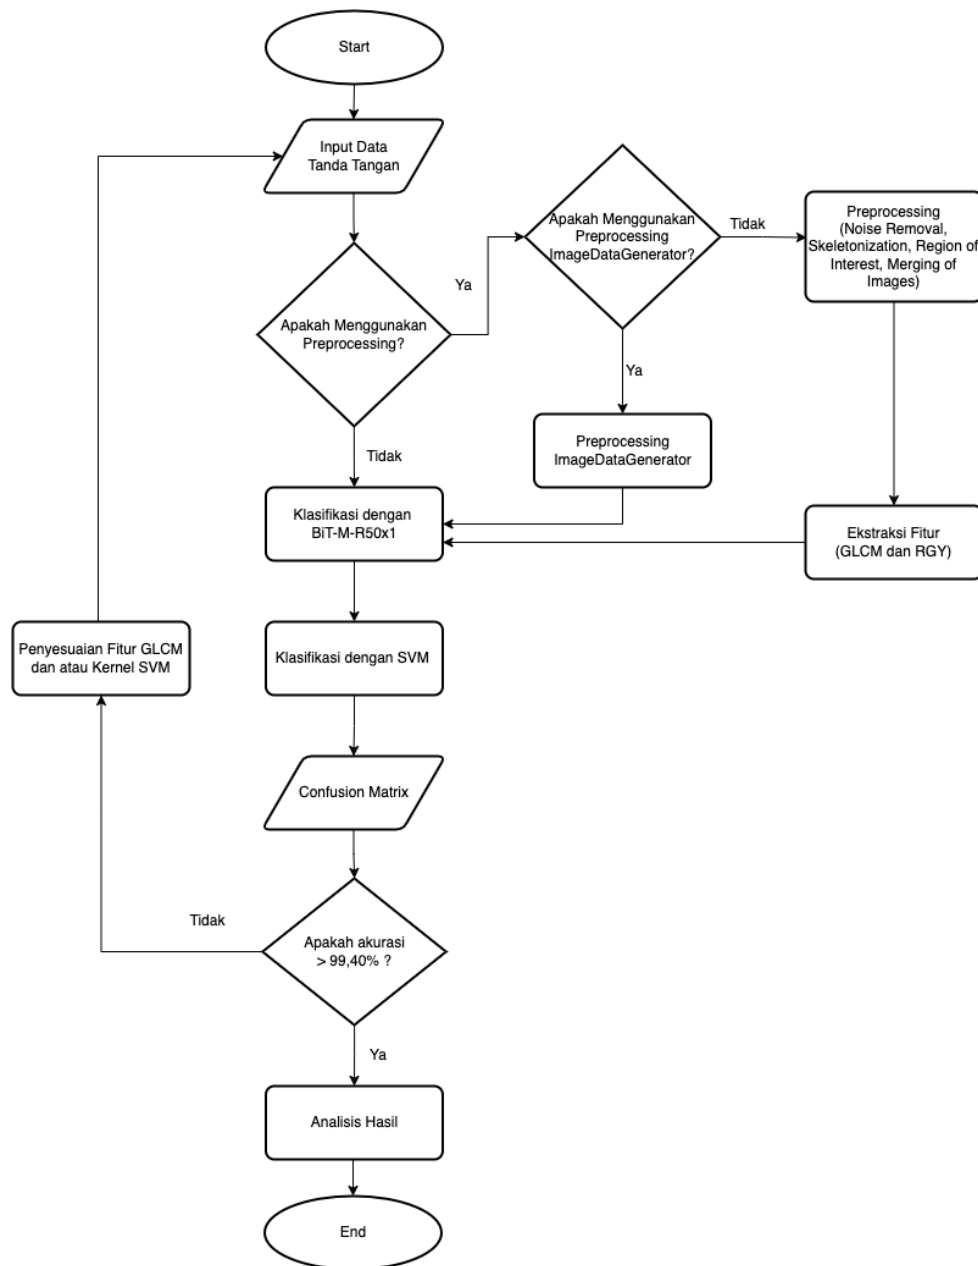 Start
Input Data
Tanda Tangan
Apakah Menggunakan
Preprocessing?
Ya
Apakah Menggunakan
Preprocessing
ImageDataGenerator?
Tidak
Preprocessing
(Noise Removal,
Skeletonization, Region of
Interest, Merging of
Images)
Ya
Preprocessing
ImageDataGenerator
Ekstraksi Fitur
(GLCM dan RGY)
Tidak
Klasifikasi dengan
BiT-M-R50x1
Klasifikasi dengan SVM
Penyesuaian Fitur GLCM
dan atau Kernel SVM
Confusion Matrix
Tidak
Apakah akurasi
> 99,40% ?
Ya
Analisis Hasil
End